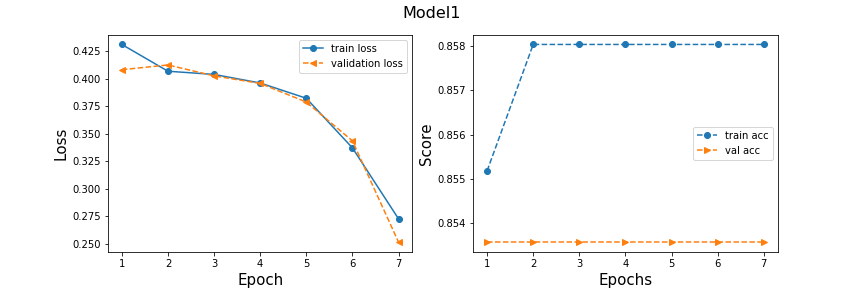 Model1
Loss
0.425
0.400
0.375
0.350
0.325
0.300
0.275
0.250
train loss
validation loss
1 2 3 4 5 6 7
Epoch
Score
0.858
0.857
0.856
0.855
0.854
train acc
val acc
1 2 3 4 5 6 7
Epochs